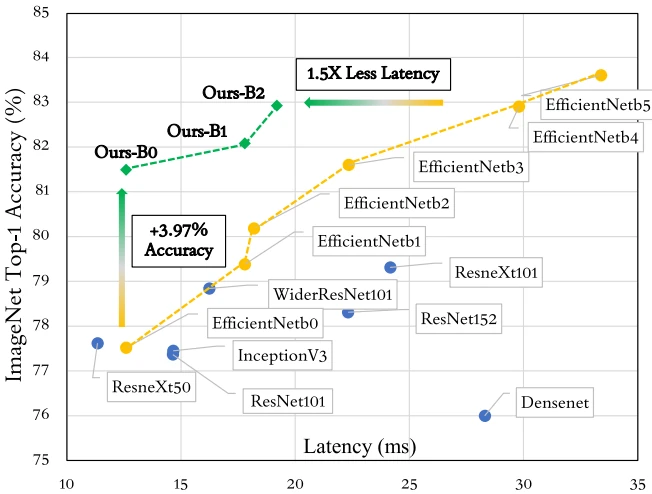 85
84
83
82
81
80
79
78
77
76
75
ImageNet Top-1 Accuracy (%)
1.5X Less Latency
Ours-B2
Ours-B1
Ours-B0
+3.97%
Accuracy
EfficientNetb5
EfficientNetb4
EfficientNetb3
EfficientNetb2
EfficientNetb1
ResneXt101
WiderResNet101
EfficientNetb0
ResNet152
InceptionV3
ResneXt50
ResNet101
Densenet
Latency (ms)
10
15
20
25
30
35